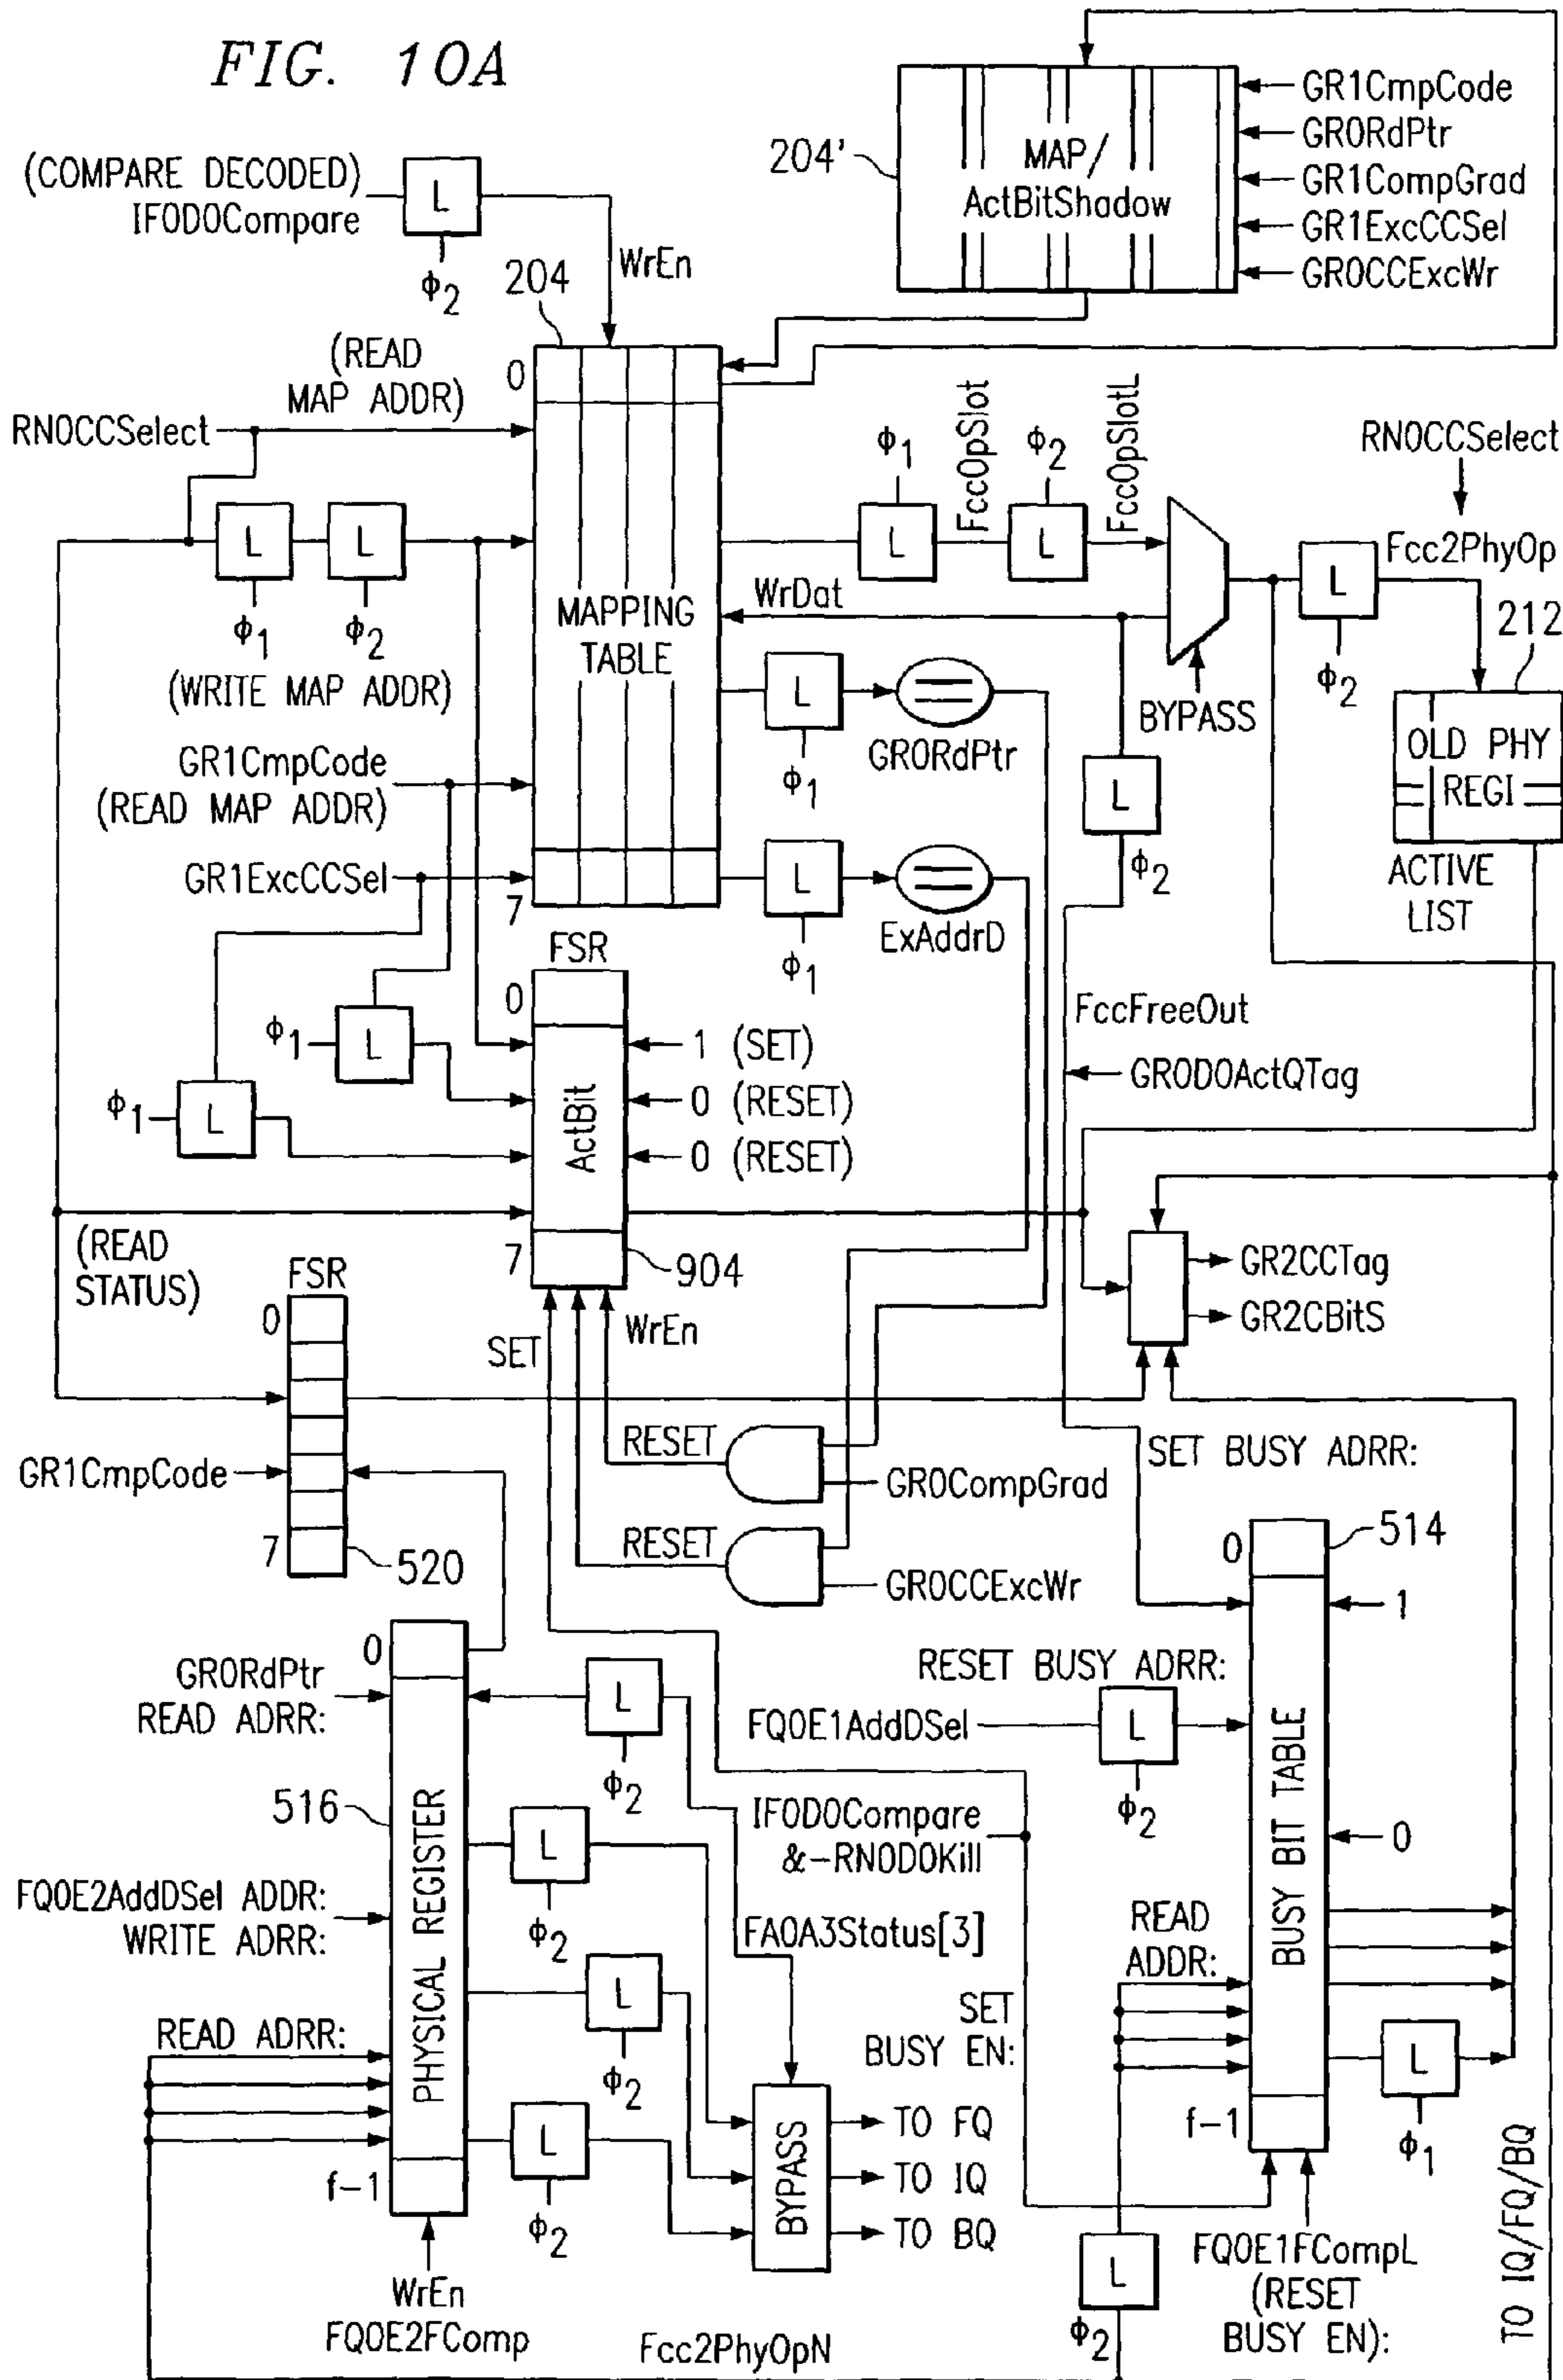 FIG. 10A
(COMPARE DECODED)
IF0D0Compare
L
ϕ2
WrEn
204
204'
MAP/
ActBitShadow
GR1CmpCode
GR0RdPtr
GR1CompGrad
GR1ExcCCSel
GR0CCExcWr
(READ
MAP ADDR)
RN0CCSelect
0
L
L
ϕ1
ϕ2
(WRITE MAP ADDR)
MAPPING
TABLE
WrDat
ϕ1
L
FccOpSlot
ϕ2
L
FccOpSlotL
BYPASS
RN0CCSelect
Fcc2PhyOp
L
ϕ2
212
OLD PHY
REGI
ACTIVE
LIST
GR1CmpCode
(READ MAP ADDR)
GR1ExcCCSel
7
L
ϕ1
=
GR0RdPtr
L
ϕ1
=
ExAddrD
L
ϕ2
FccFreeOut
GR0D0ActQTag
FSR
0
ActBit
7
904
1 (SET)
0 (RESET)
0 (RESET)
ϕ1
L
ϕ1
L
(READ
STATUS)
FSR
0
7
520
GR1CmpCode
SET
WrEn
RESET
GR0CompGrad
RESET
GR0CCExcWr
GR2CCTag
GR2CBitS
SET BUSY ADRR:
514
0
1
BUSY BIT TABLE
0
f-1
RESET BUSY ADRR:
FQ0E1AddDSel
L
ϕ2
GR0RdPtr
READ ADRR:
0
516
PHYSICAL REGISTER
f-1
FQ0E2AddDSel ADDR:
WRITE ADRR:
READ ADRR:
L
ϕ2
L
ϕ2
L
ϕ2
L
ϕ2
IF0D0Compare
&-RN0D0Kill
FA0A3Status[3]
READ
ADDR:
SET
BUSY EN:
BYPASS
TO FQ
TO IQ
TO BQ
L
ϕ1
L
ϕ2
WrEn
FQ0E2FComp
Fcc2PhyOpN
FQ0E1FCompL
(RESET
BUSY EN):
TO IQ/FQ/BQ